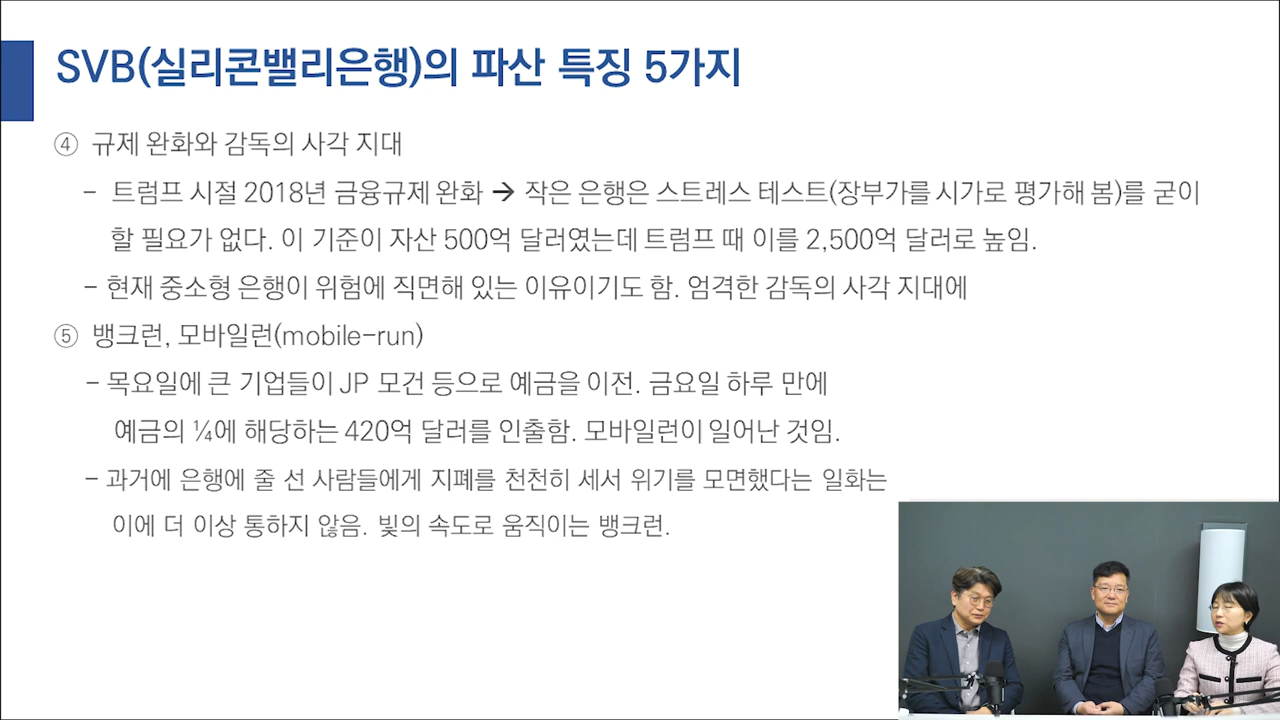 SVB(실리콘밸리은행)의 파산 특징 5가지
④ 규제 완화와 감독의 사각 지대
- 트럼프 시절 2018년 금융규제 완화 → 작은 은행은 스트레스 테스트(장부가를 시가로 평가해 봄)를 굳이
할 필요가 없다. 이 기준이 자산 500억 달러였는데 트럼프 때 이를 2,500억 달러로 높임.
- 현재 중소형 은행이 위험에 직면해 있는 이유이기도 함. 엄격한 감독의 사각 지대에
⑤ 뱅크런, 모바일런(mobile-run)
- 목요일에 큰 기업들이 JP 모건 등으로 예금을 이전. 금요일 하루 만에
예금의 ¼에 해당하는 420억 달러를 인출함. 모바일런이 일어난 것임.
- 과거에 은행에 줄 선 사람들에게 지폐를 천천히 세서 위기를 모면했다는 일화는
이에 더 이상 통하지 않음. 빛의 속도로 움직이는 뱅크런.